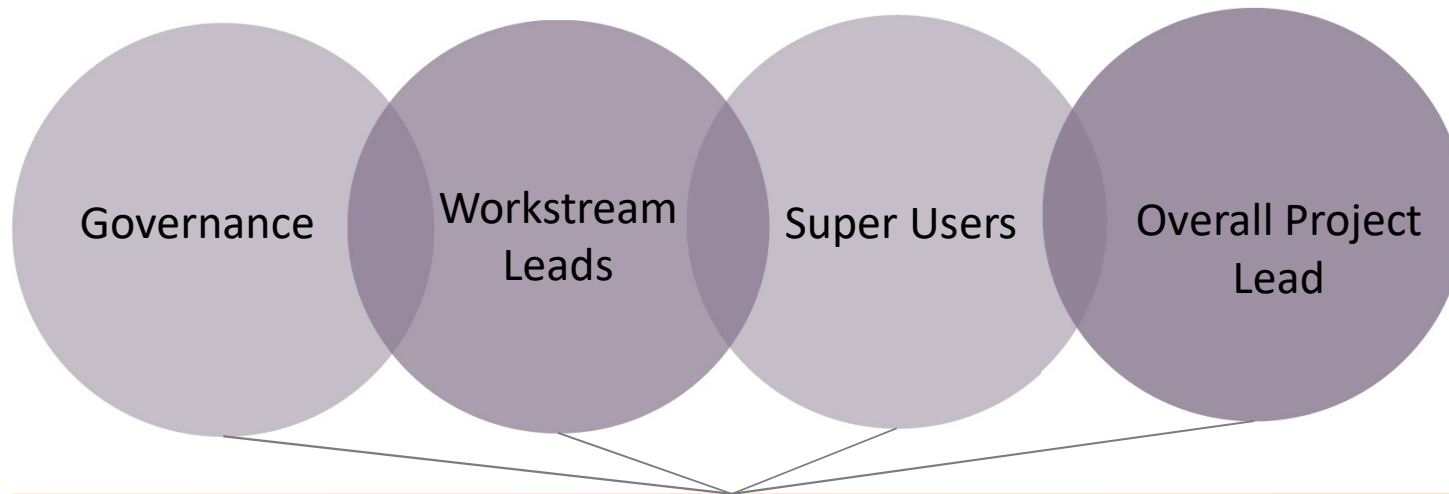 Governance
Workstream
Leads
Super Users
Overall Project
Lead